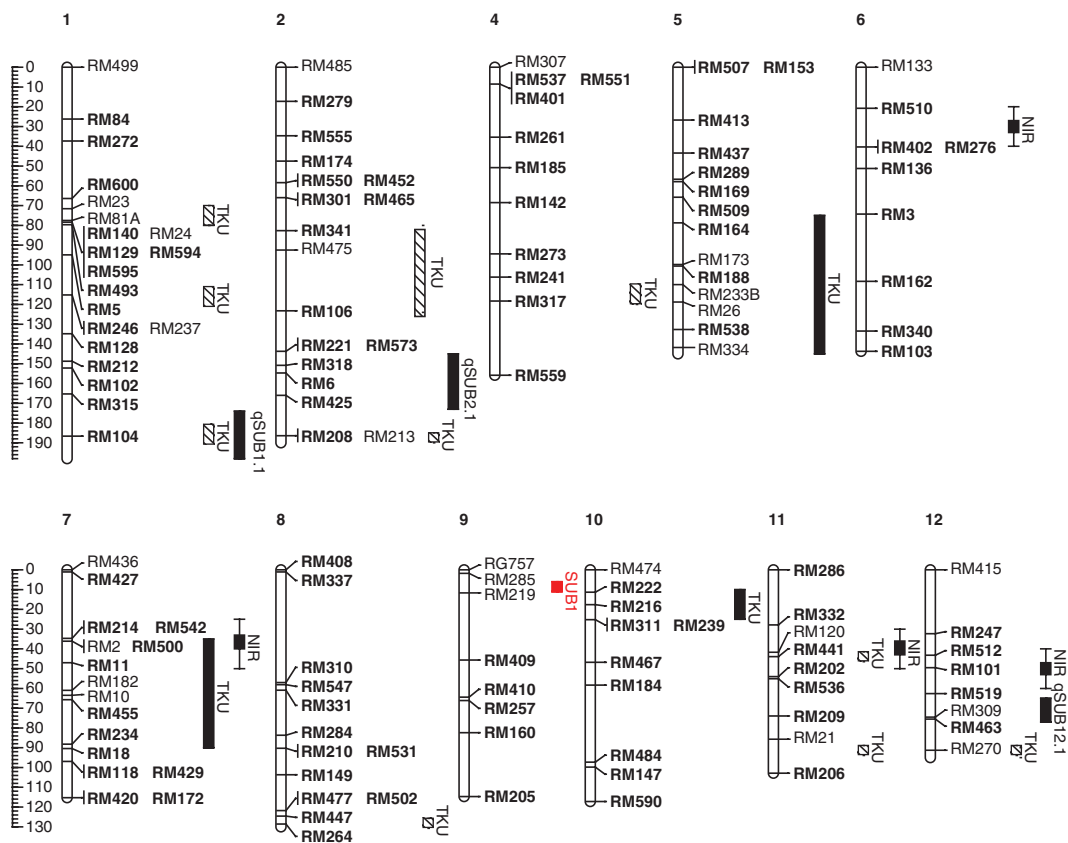 1
2
4
5
6
0
10
20
30
40
50
60
70
80
90
100
110
120
130
140
150
160
170
180
190
RM499
RM84
RM272
RM600
RM23
RM81A
RM140 RM24
RM129 RM594
RM595
RM493
RM5
RM246 RM237
RM128
RM212
RM102
RM315
RM104
TKU
TKU
TKU
qSUB1.1
RM485
RM279
RM555
RM174
RM550 RM452
RM301 RM465
RM341
RM475
RM106
RM221 RM573
RM318
RM6
RM425
RM208 RM213
TKU
qSUB2.1
TKU
RM307
RM537 RM551
RM401
RM261
RM185
RM142
RM273
RM241
RM317
RM559
RM507 RM153
RM413
RM437
RM289
RM169
RM509
RM164
RM173
RM188
RM233B
RM26
RM538
RM334
TKU
TKU
RM133
RM510
RM402 RM276
RM136
RM3
RM162
RM340
RM103
NIR
7
8
9
10
11
12
0
10
20
30
40
50
60
70
80
90
100
110
120
130
RM436
RM427
RM214 RM542
RM2 RM500
RM11
RM182
RM10
RM455
RM234
RM18
RM118 RM429
RM420 RM172
TKU
NIR
RM408
RM337
RM310
RM547
RM331
RM284
RM210 RM531
RM149
RM477 RM502
RM447
RM264
TKU
RG757
RM285
RM219
RM409
RM410
RM257
RM160
RM205
SUB1
RM474
RM222
RM216
RM311 RM239
RM467
RM184
RM484
RM147
RM590
TKU
RM286
RM332
RM120
RM441
RM202
RM536
RM209
RM21
RM206
TKU
NIR
TKU
RM415
RM247
RM512
RM101
RM519
RM309
RM463
RM270
NIR
qSUB12.1
TKU